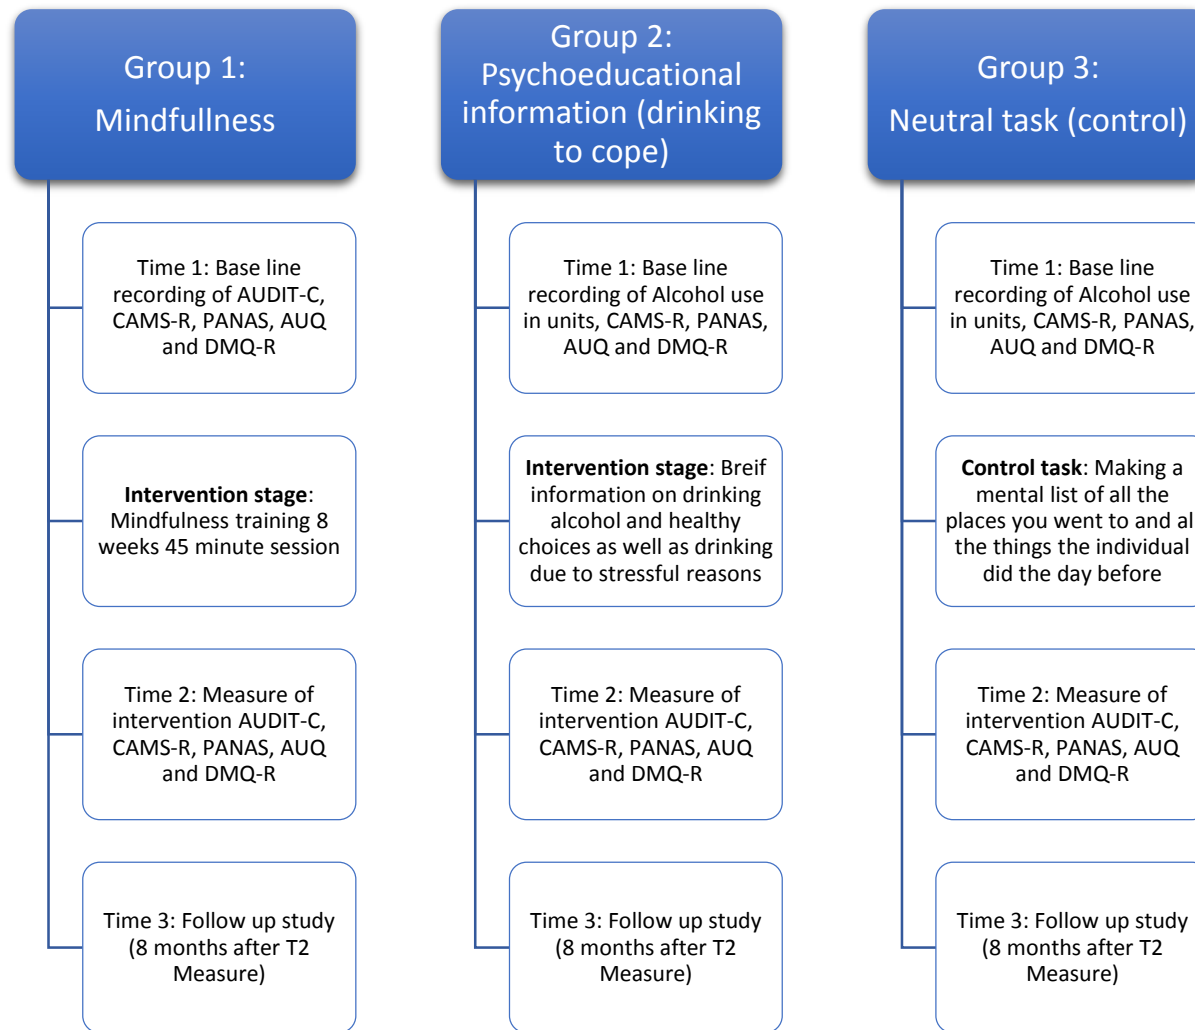 Group 1:
Mindfullness
Time 1: Base line
recording of AUDIT-C,
CAMS-R, PANAS, AUQ
and DMQ-R
Intervention stage:
Mindfulness training 8
weeks 45 minute session
Time 2: Measure of
intervention AUDIT-C,
CAMS-R, PANAS, AUQ
and DMQ-R
Time 3: Follow up study
(8 months after T2
Measure)
Group 2:
Psychoeducational
information (drinking
to cope)
Time 1: Base line
recording of Alcohol use
in units, CAMS-R, PANAS,
AUQ and DMQ-R
Intervention stage: Breif
information on drinking
alcohol and healthy
choices as well as drinking
due to stressful reasons
Time 2: Measure of
intervention AUDIT-C,
CAMS-R, PANAS, AUQ
and DMQ-R
Time 3: Follow up study
(8 months after T2
Measure)
Group 3:
Neutral task (control)
Time 1: Base line
recording of Alcohol use
in units, CAMS-R, PANAS,
AUQ and DMQ-R
Control task: Making a
mental list of all the
places you went to and al
the things the individual
did the day before
Time 2: Measure of
intervention AUDIT-C,
CAMS-R, PANAS, AUQ
and DMQ-R
Time 3: Follow up study
(8 months after T2
Measure)